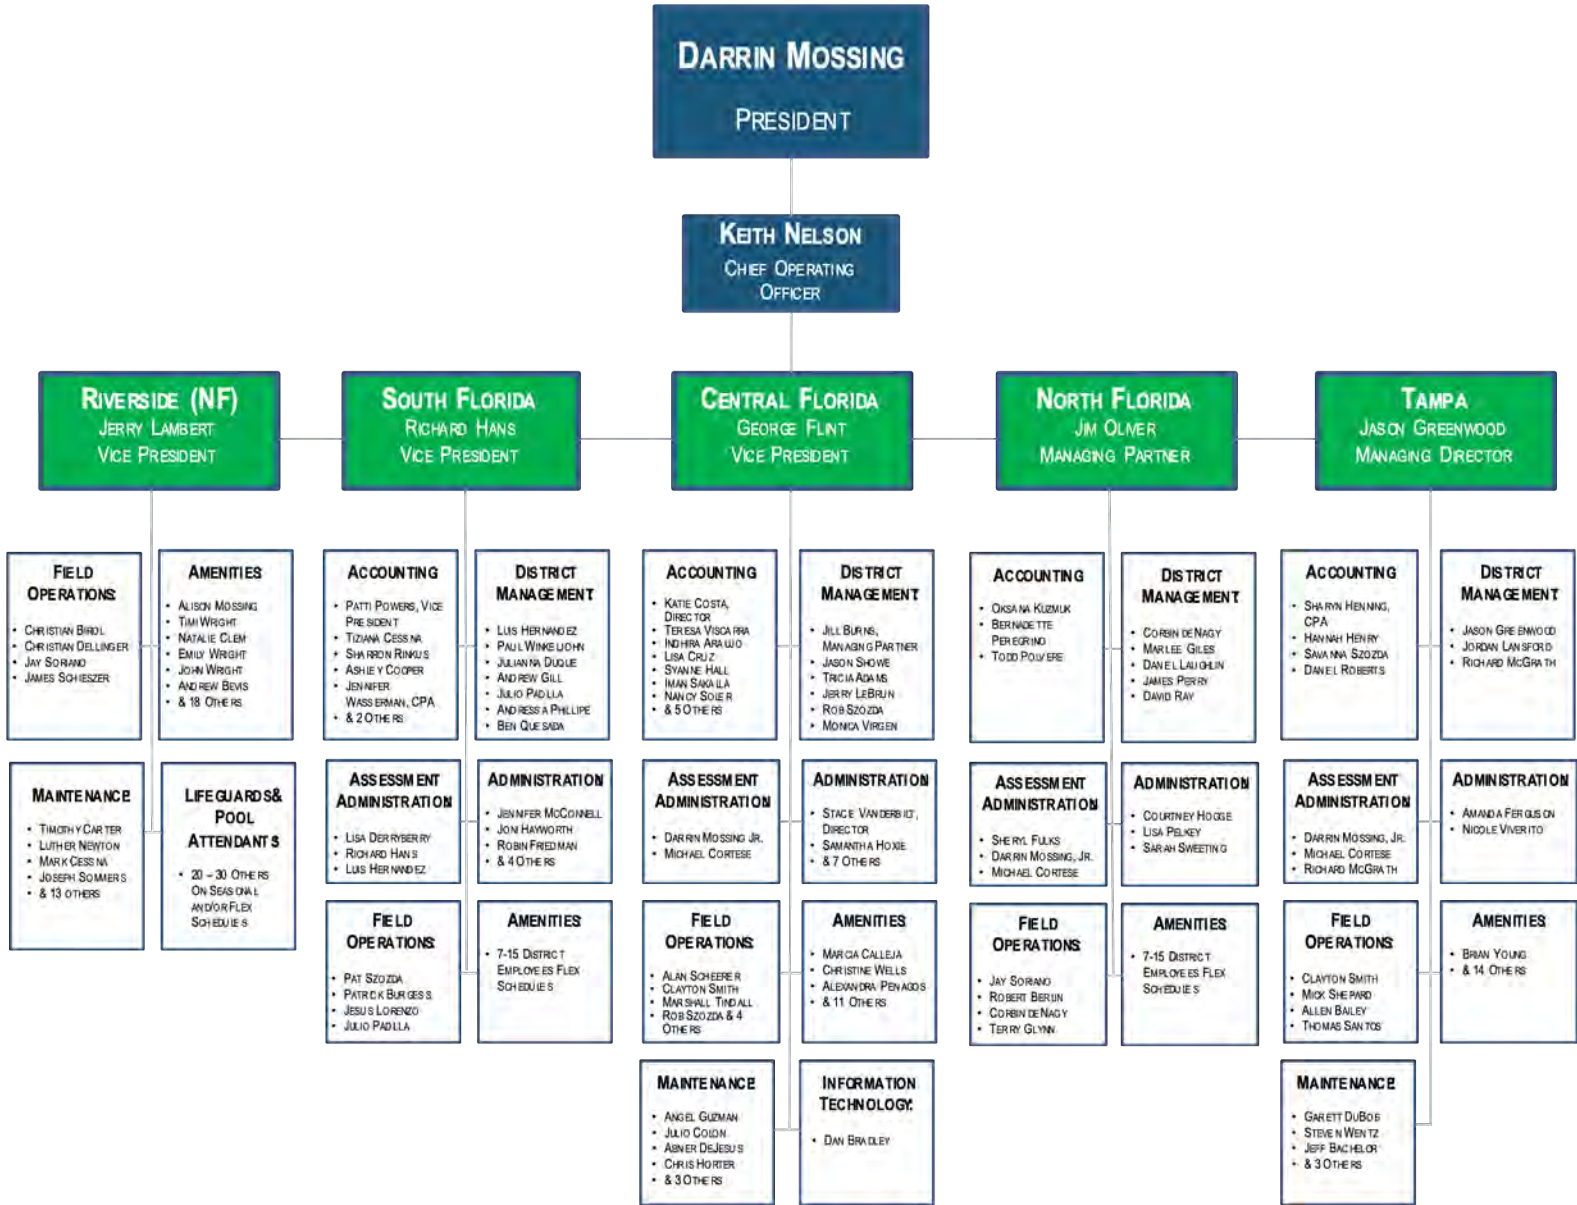 DARRIN MOSSING
PRESIDENT
KEITH NELSON
CHIEF OPERATING
OFFICER
RIVERSIDE (NF)
JERRY LAMBERT
VICE PRESIDENT
SOUTH FLORIDA
RICHARD HANS
VICE PRESIDENT
CENTRAL FLORIDA
GEORGE FLINT
VICE PRESIDENT
NORTH FLORIDA
JIM OLIVER
MANAGING PARTNER
TAMPA
JASON GREENWOOD
MANAGING DIRECTOR
FIELD
OPERATIONS:
• CHRISTIAN BIROL
• CHRISTIAN DELLINGER
• JAY SORIANO
• JAMES SCHIESZER
AMENITIES:
• ALISON MOSSING
• TIM WRIGHT
• NATALIE CLEM
• EMILY WRIGHT
• JOHN WRIGHT
• ANDREW BEVIS
• & 18 OTHERS
MAINTENANCE:
• TIMOTHY CARTER
• LUTHER NEWTON
• MARK CESSNA
• JOSEPH SOMMERS
• & 13 OTHERS
LIFEGUARDS &
POOL
ATTENDANTS
• 20 – 30 OTHERS
ON SEASONAL
AND/OR FLEX
SCHEDULES
ACCOUNTING:
• PATTI POWERS, VICE
PRESIDENT
• TIZIANA CESSNA
• SHARRON RINKUS
• ASHLEY COOPER
• JENNIFER
WASSERMAN, CPA
• & 2 OTHERS
DISTRICT
MANAGEMENT:
• LUIS HERNANDEZ
• PAUL WINKELJOHN
• JULIANNA DUQUE
• ANDREW GILL
• JULIO PADILLA
• ANDRESSA PHILLIPE
• BEN QUESADA
ASSESSMENT
ADMINISTRATION:
• LISA DERRYBERRY
• RICHARD HANS
• LUIS HERNANDEZ
ADMINISTRATION:
• JENNIFER MCCONNELL
• JONI HAYWORTH
• ROBIN FRIEDMAN
• & 4 OTHERS
FIELD
OPERATIONS:
• PAT SZOZDA
• PATRICK BURGESS
• JESUS LORENZO
• JULIO PADILLA
AMENITIES:
• 7-15 DISTRICT
EMPLOYEES FLEX
SCHEDULES
ACCOUNTING:
• KATIE COSTA,
DIRECTOR
• TERESA VISCARRA
• INDHIRA ARAUJO
• LISA CRUZ
• SYANNE HALL
• IMAN SAKALLA
• NANCY SOLER
• & 5 OTHERS
DISTRICT
MANAGEMENT:
• JILL BURNS,
MANAGING PARTNER
• JASON SHOWE
• TRICIA ADAMS
• JERRY LEBRUN
• ROB SZOZDA
• MONICA VIRGEN
ASSESSMENT
ADMINISTRATION:
• DARRIN MOSSING JR.
• MICHAEL CORTESE
ADMINISTRATION:
• STACIE VANDERBILT,
DIRECTOR
• SAMANTHA HOXIE
• & 7 OTHERS
FIELD
OPERATIONS:
• ALAN SCHEERER
• CLAYTON SMITH
• MARSHALL TINDALL
• ROB SZOZDA & 4
OTHERS
AMENITIES:
• MARCIA CALLEJA
• CHRISTINE WELLS
• ALEXANDRA PENAGOS
• & 11 OTHERS
MAINTENANCE:
• ANGEL GUZMAN
• JULIO COLON
• ABNER DEJESUS
• CHRIS HORTER
• & 3 OTHERS
INFORMATION
TECHNOLOGY:
• DAN BRADLEY
ACCOUNTING:
• OKSANA KUZMUK
• BERNADETTE
PEREGRINO
• TODD POLVERE
DISTRICT
MANAGEMENT:
• CORBIN DENAGY
• MARLEE GILES
• DANIEL LAUGHLIN
• JAMES PERRY
• DAVID RAY
ASSESSMENT
ADMINISTRATION:
• SHERYL FULKS
• DARRIN MOSSING, JR.
• MICHAEL CORTESE
ADMINISTRATION:
• COURTNEY HOGGE
• LISA PELKEY
• SARAH SWEETING
FIELD
OPERATIONS:
• JAY SORIANO
• ROBERT BERLIN
• CORBIN DENAGY
• TERRY GLYNN
AMENITIES:
• 7-15 DISTRICT
EMPLOYEES FLEX
SCHEDULES
ACCOUNTING:
• SHARYN HENNING,
CPA
• HANNAH HENRY
• SAVANNA SZOZDA
• DANIEL ROBERTS
DISTRICT
MANAGEMENT:
• JASON GREENWOOD
• JORDAN LANSFORD
• RICHARD MCGRATH
ASSESSMENT
ADMINISTRATION:
• DARRIN MOSSING, JR.
• MICHAEL CORTESE
• RICHARD MCGRATH
ADMINISTRATION:
• AMANDA FERGUSON
• NICOLE VIVERITO
FIELD
OPERATIONS:
• CLAYTON SMITH
• MICK SHEPARD
• ALLEN BAILEY
• THOMAS SANTOS
AMENITIES:
• BRIAN YOUNG
• & 14 OTHERS
MAINTENANCE:
• GARETT DUBOIS
• STEVEN WENTZ
• JEFF BACHELOR
• & 3 OTHERS